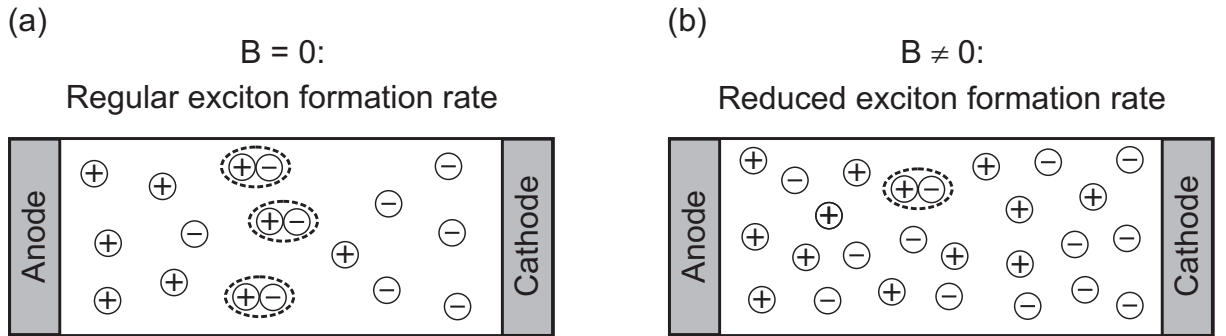 (a)
B = 0:
Regular exciton formation rate
Anode
Cathode
(b)
B ≠ 0:
Reduced exciton formation rate
Anode
Cathode